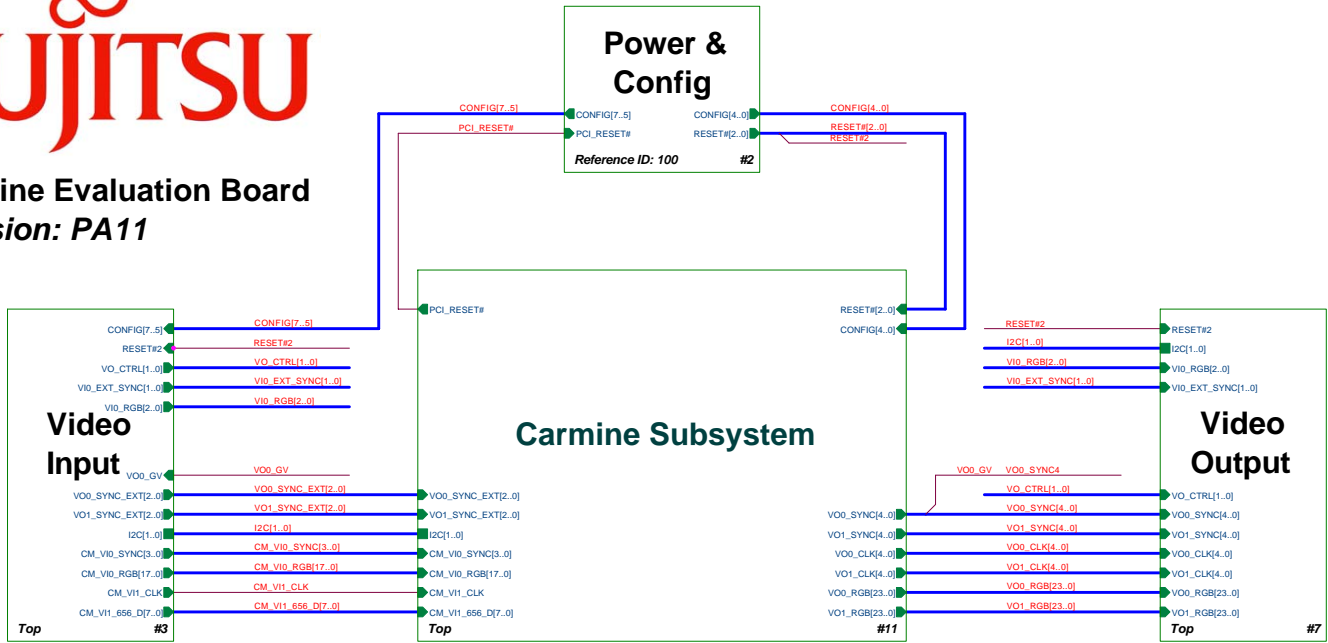 UJITSU
ine Evaluation Board
sion: PA11
Power &
Config
CONFIG[7..5]
PCI_RESET#
CONFIG[4..0]
RESET#[2..0]
Reference ID: 100
#2
CONFIG[7..5]
PCI_RESET#
CONFIG[4..0]
RESET#[2..0]
RESET#2
Video
Input
CONFIG[7..5]
RESET#2
VO_CTRL[1..0]
VI0_EXT_SYNC[1..0]
VI0_RGB[2..0]
VO0_GV
VO0_SYNC_EXT[2..0]
VO1_SYNC_EXT[2..0]
I2C[1..0]
CM_VI0_SYNC[3..0]
CM_VI0_RGB[17..0]
CM_VI1_CLK
CM_VI1_656_D[7..0]
Top
#3
CONFIG[7..5]
RESET#2
VO_CTRL[1..0]
VI0_EXT_SYNC[1..0]
VI0_RGB[2..0]
VO0_GV
VO0_SYNC_EXT[2..0]
VO1_SYNC_EXT[2..0]
I2C[1..0]
CM_VI0_SYNC[3..0]
CM_VI0_RGB[17..0]
CM_VI1_CLK
CM_VI1_656_D[7..0]
Carmine Subsystem
PCI_RESET#
VO0_SYNC_EXT[2..0]
VO1_SYNC_EXT[2..0]
I2C[1..0]
CM_VI0_SYNC[3..0]
CM_VI0_RGB[17..0]
CM_VI1_CLK
CM_VI1_656_D[7..0]
RESET#[2..0]
CONFIG[4..0]
VO0_SYNC[4..0]
VO1_SYNC[4..0]
VO0_CLK[4..0]
VO1_CLK[4..0]
VO0_RGB[23..0]
VO1_RGB[23..0]
Top
#11
RESET#2
I2C[1..0]
VI0_RGB[2..0]
VI0_EXT_SYNC[1..0]
VO0_GV VO0_SYNC4
VO_CTRL[1..0]
VO0_SYNC[4..0]
VO1_SYNC[4..0]
VO0_CLK[4..0]
VO1_CLK[4..0]
VO0_RGB[23..0]
VO1_RGB[23..0]
Video
Output
RESET#2
I2C[1..0]
VI0_RGB[2..0]
VI0_EXT_SYNC[1..0]
VO_CTRL[1..0]
VO0_SYNC[4..0]
VO1_SYNC[4..0]
VO0_CLK[4..0]
VO1_CLK[4..0]
VO0_RGB[23..0]
VO1_RGB[23..0]
Top
#7